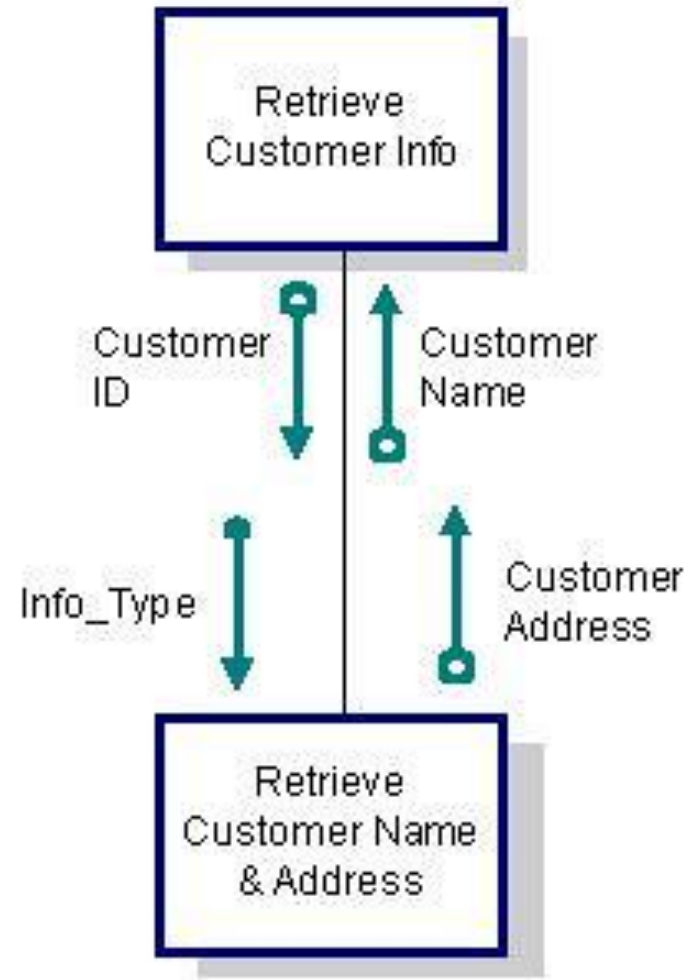 Retrieve
Customer Info
Customer
ID
Customer
Name
Info_Type
Customer
Address
Retrieve
Customer Name
& Address